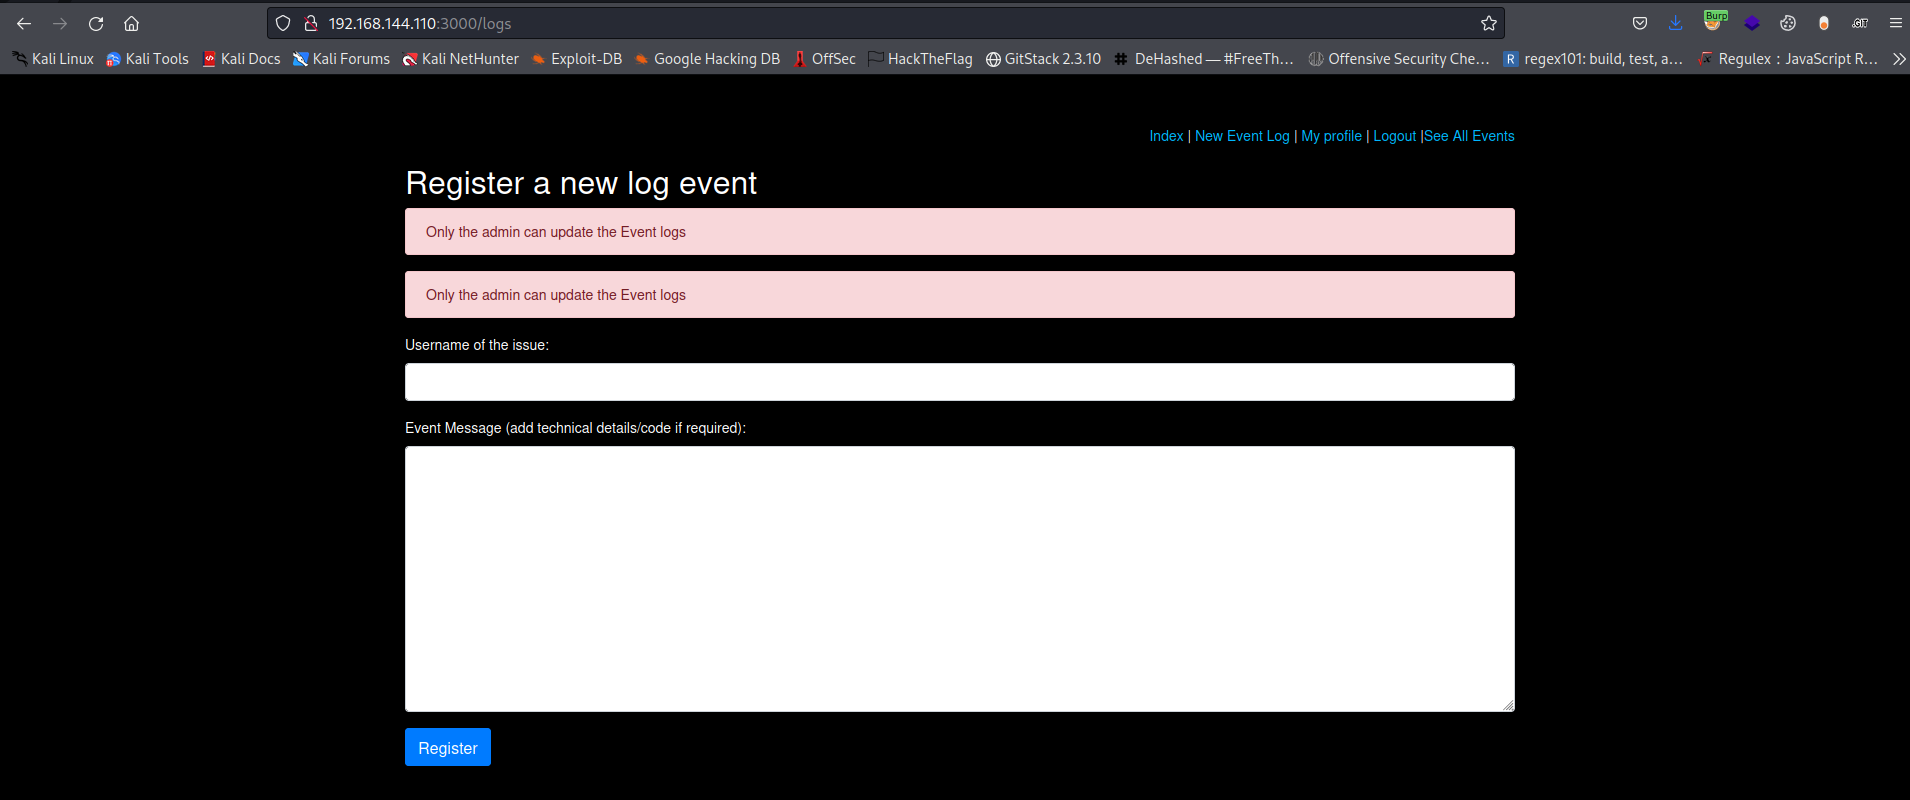 192.168.144.110:3000/logs
Burp
.GIT
Kali Linux Kali Tools Kali Docs Kali Forums Kali NetHunter Exploit-DB Google Hacking DB OffSec HackTheFlag GitStack 2.3.10 DeHashed — #FreeTh… Offensive Security Che… R regex101: build, test, a… Regulex : JavaScript R…
Index | New Event Log | My profile | Logout |See All Events
Register a new log event
Only the admin can update the Event logs
Only the admin can update the Event logs
Username of the issue:
Event Message (add technical details/code if required):
Register